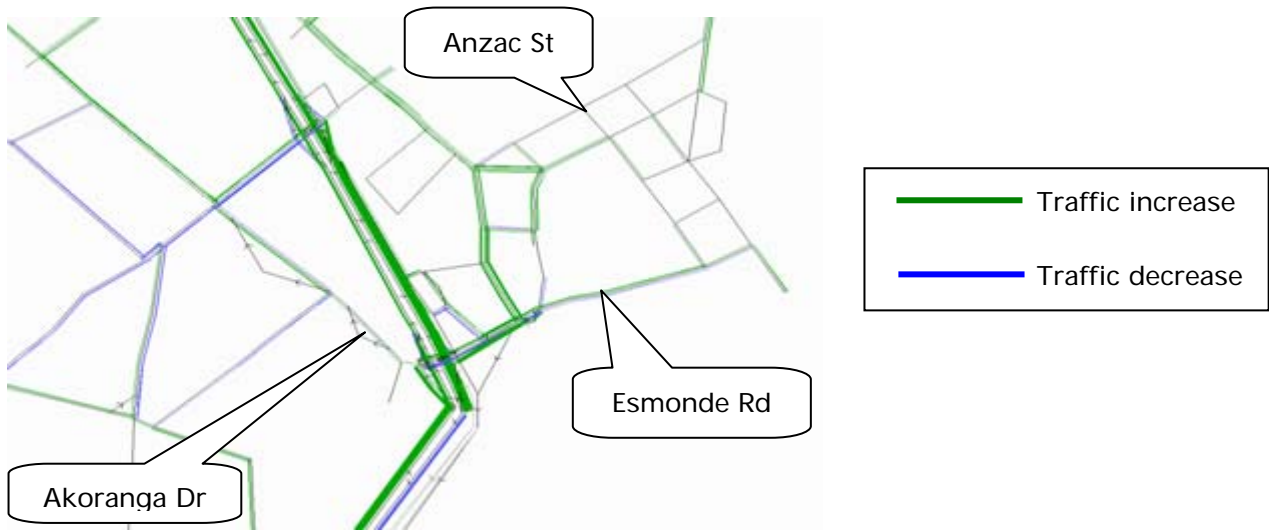 Anzac St
Traffic increase
Traffic decrease
Esmonde Rd
Akoranga Dr